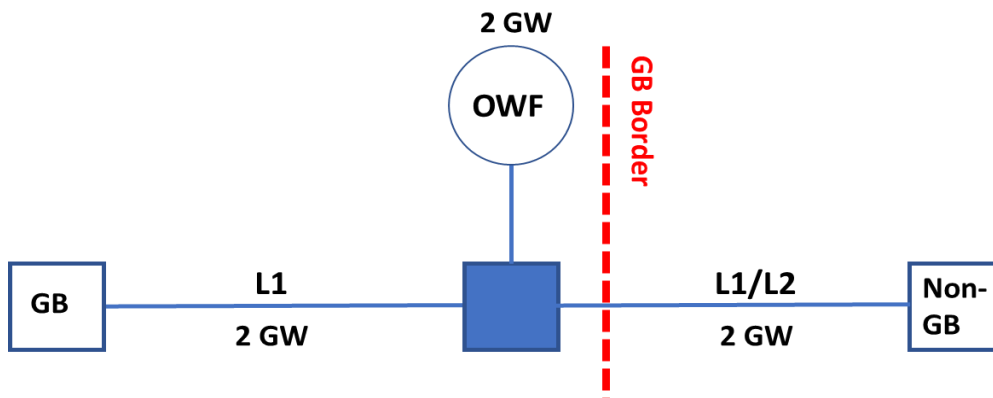 2 GW
OWF
GB Border
GB
L1
2 GW
L1/L2
2 GW
Non-
GB